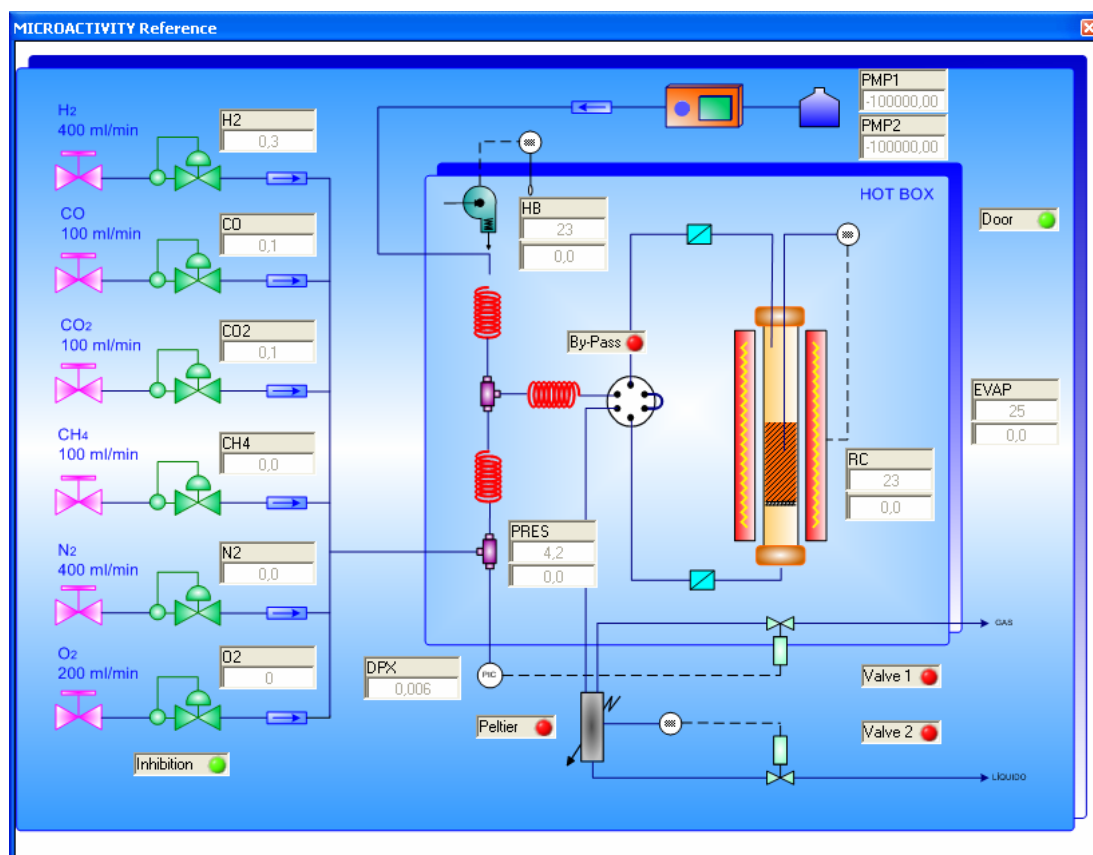 MICROACTIVITY Reference
H2
400 ml/min
H2
0,3
CO
100 ml/min
CO
0,1
CO2
100 ml/min
CO2
0,1
CH4
100 ml/min
CH4
0,0
N2
400 ml/min
N2
0,0
O2
200 ml/min
O2
0
Inhibition
PMP1
-100000,00
PMP2
-100000,00
HOT BOX
Door
HB
23
0,0
By-Pass
EVAP
25
0,0
RC
23
0,0
PRES
4,2
0,0
GAS
DPX
0,006
PIC
Valve 1
Peltier
Valve 2
LÍQUIDO